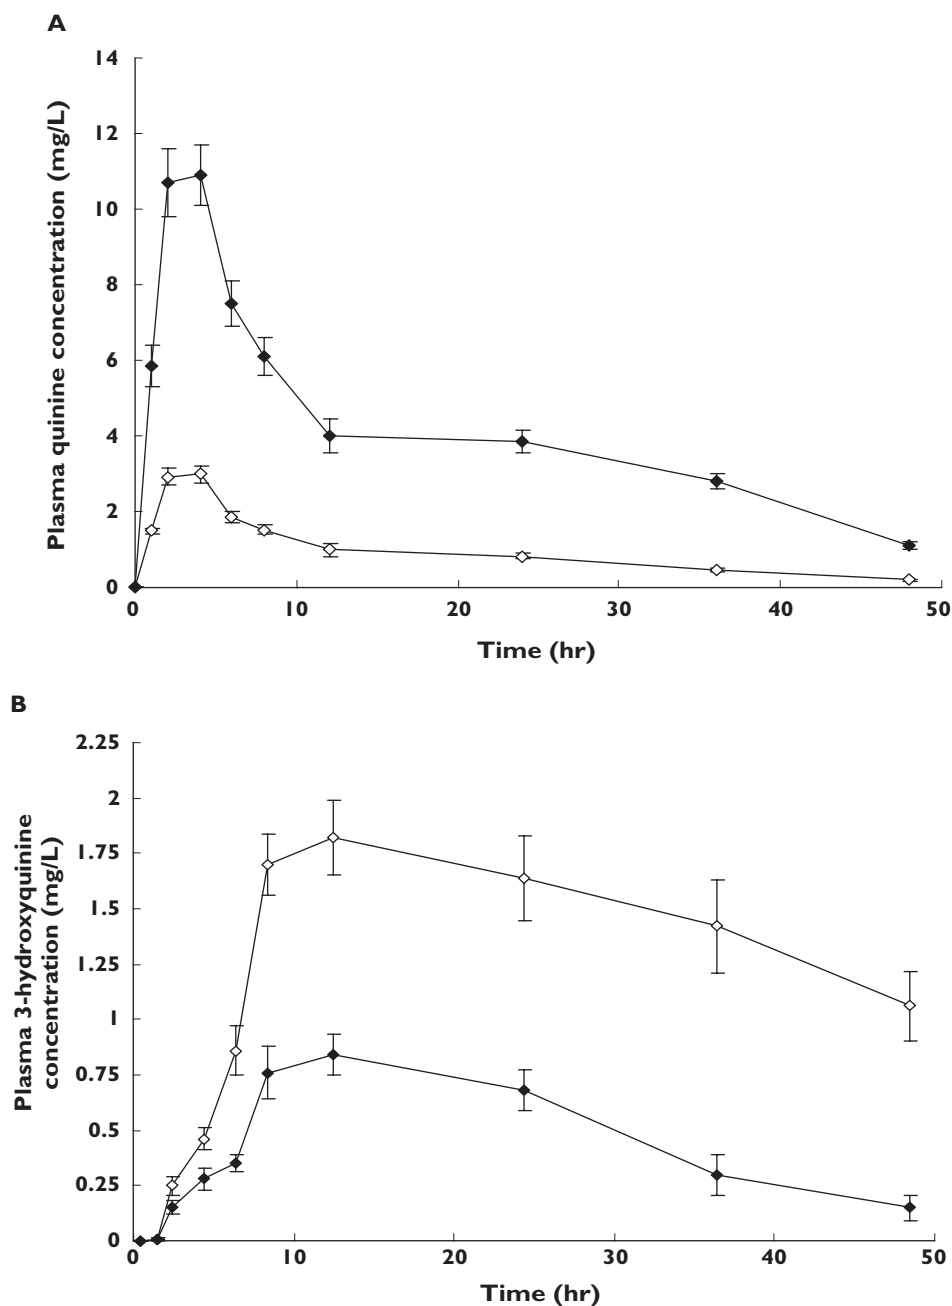 A
14
12
10
8
6
4
2
0
Plasma quinine concentration (mg/L)
0 10 20 30 40 50
Time (hr)
B
2.25
2
1.75
1.5
1.25
1
0.75
0.5
0.25
0
Plasma 3-hydroxyquinine
concentration (mg/L)
0 10 20 30 40 50
Time (hr)